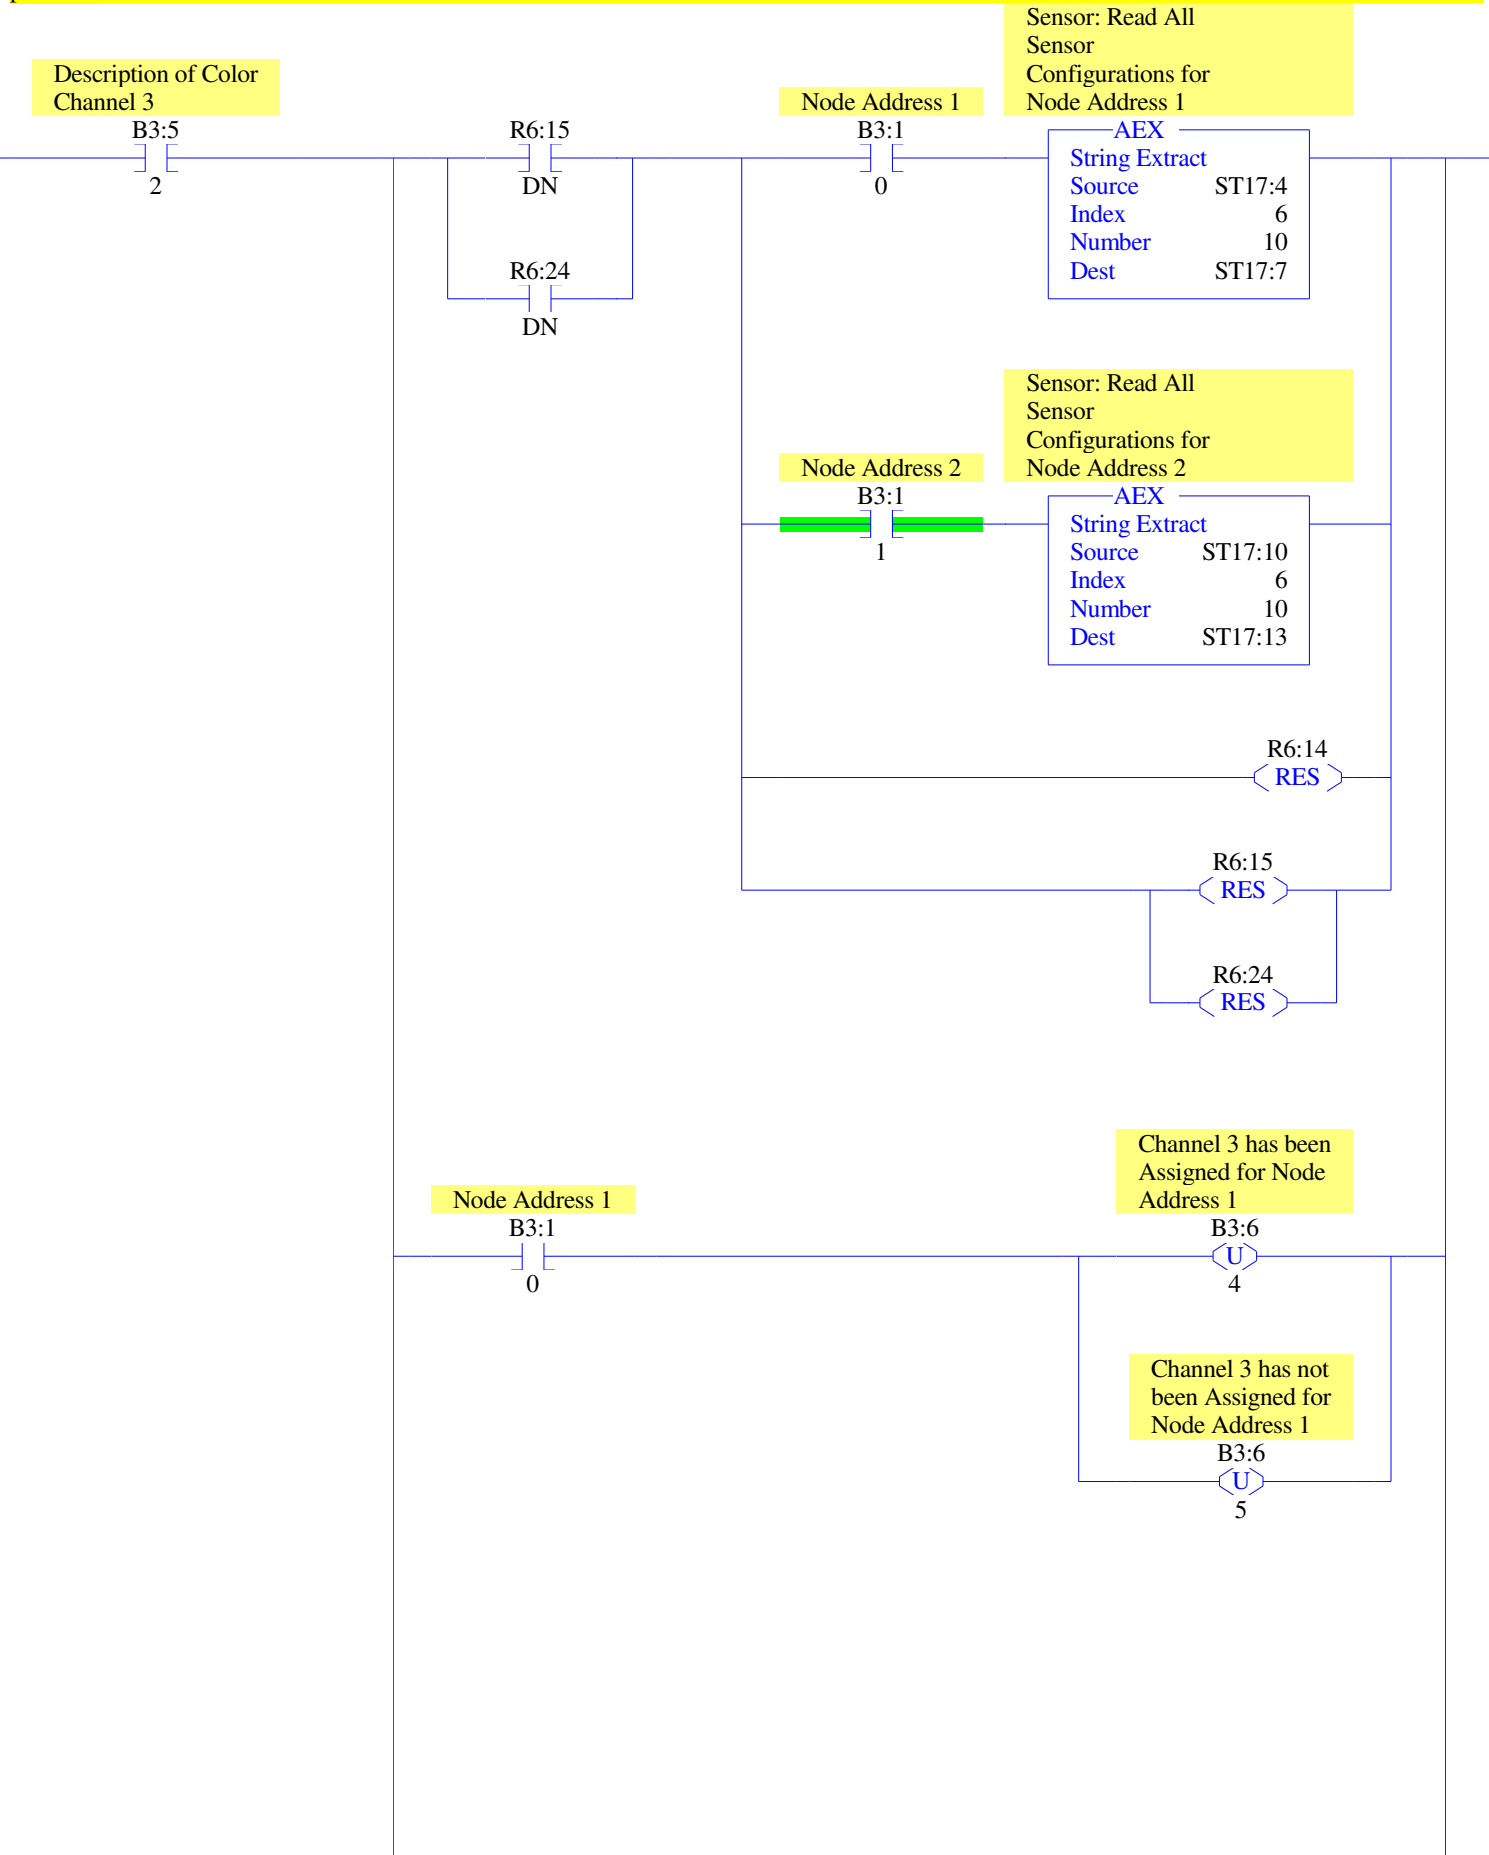 Sensor: Read All
Sensor
Configurations for
Node Address 1
Description of Color
Channel 3
Node Address 1
B3:5
R6:15
B3:1
AEX
String Extract
Source ST17:4
Index 6
Number 10
Dest ST17:7
2
DN
0
R6:24
DN
Sensor: Read All
Sensor
Configurations for
Node Address 2
Node Address 2
B3:1
AEX
String Extract
Source ST17:10
Index 6
Number 10
Dest ST17:13
1
R6:14
RES
R6:15
RES
R6:24
RES
Channel 3 has been
Assigned for Node
Address 1
Node Address 1
B3:1
0
B3:6
U
4
Channel 3 has not
been Assigned for
Node Address 1
B3:6
U
5